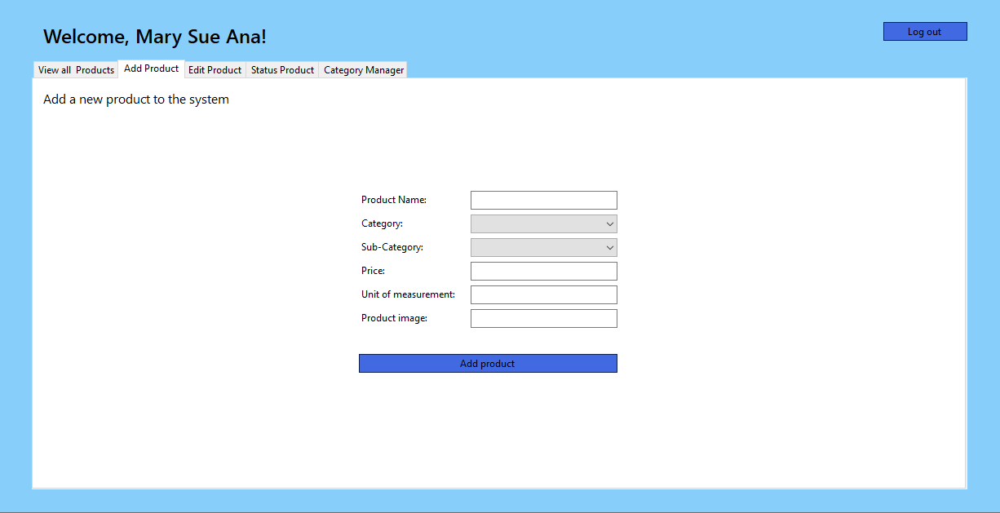 Welcome, Mary Sue Ana!
Log out
View all  Products
Add Product
Edit Product
Status Product
Category Manager
Add a new product to the system
Product Name:
Category:
Sub-Category:
Price:
Unit of measurement:
Product image:
Add product